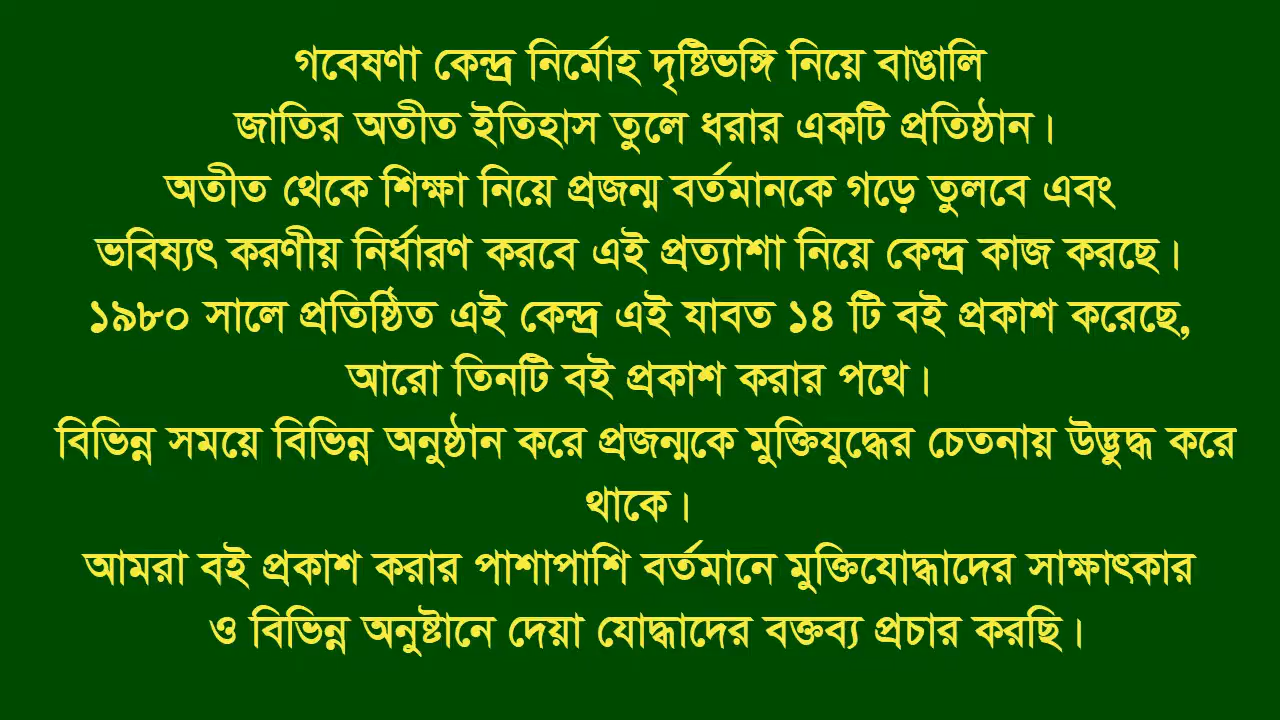 গবেষণা কেন্দ্র নির্মোহ দৃষ্টিভঙ্গি নিয়ে বাঙালি
জাতির অতীত ইতিহাস তুলে ধরার একটি প্রতিষ্ঠান।
অতীত থেকে শিক্ষা নিয়ে প্রজন্ম বর্তমানকে গড়ে তুলবে এবং
ভবিষ্যৎ করণীয় নির্ধারণ করবে এই প্রত্যাশা নিয়ে কেন্দ্র কাজ করছে।
১৯৮০ সালে প্রতিষ্ঠিত এই কেন্দ্র এই যাবত ১৪ টি বই প্রকাশ করেছে,
আরো তিনটি বই প্রকাশ করার পথে।
বিভিন্ন সময়ে বিভিন্ন অনুষ্ঠান করে প্রজন্মকে মুক্তিযুদ্ধের চেতনায় উদ্ভুদ্ধ করে
থাকে।
আমরা বই প্রকাশ করার পাশাপাশি বর্তমানে মুক্তিযোদ্ধাদের সাক্ষাৎকার
ও বিভিন্ন অনুষ্টানে দেয়া যোদ্ধাদের বক্তব্য প্রচার করছি।